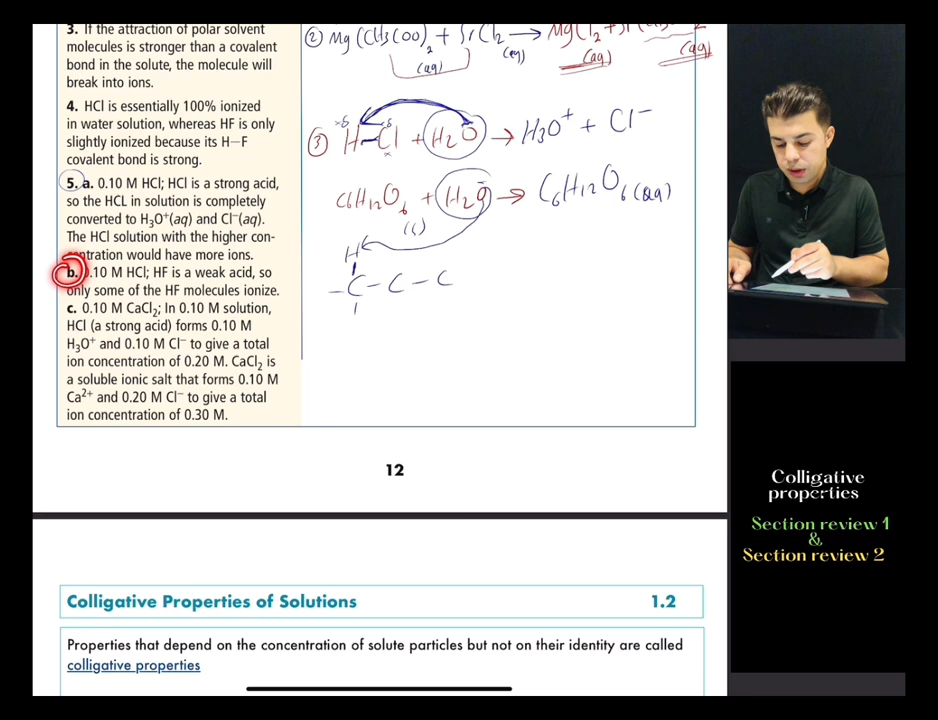 3. If the attraction of polar solvent
molecules is stronger than a covalent
bond in the solute, the molecule will
break into ions.
4. HCl is essentially 100% ionized
in water solution, whereas HF is only
slightly ionized because its H–F
covalent bond is strong.
5. a. 0.10 M HCl; HCl is a strong acid,
so the HCL in solution is completely
converted to H₃O⁺(aq) and Cl⁻(aq).
The HCl solution with the higher con-
centration would have more ions.
b. 0.10 M HCl; HF is a weak acid, so
only some of the HF molecules ionize.
c. 0.10 M CaCl₂; In 0.10 M solution,
HCl (a strong acid) forms 0.10 M
H₃O⁺ and 0.10 M Cl⁻ to give a total
ion concentration of 0.20 M. CaCl₂ is
a soluble ionic salt that forms 0.10 M
Ca²⁺ and 0.20 M Cl⁻ to give a total
ion concentration of 0.30 M.
② Mg(CH₃COO)₂ + SrCl₂ → MgCl₂ +
(aq) (aq) (aq) (aq)
③ H–Cl + H₂O → H₃O⁺ + Cl⁻
C₆H₁₂O₆ + H₂O → C₆H₁₂O₆(aq)
H
–C–C–C
12
Colligative Properties of Solutions 1.2
Properties that depend on the concentration of solute particles but not on their identity are called
colligative properties
Colligative
properties
Section review 1
&
Section review 2